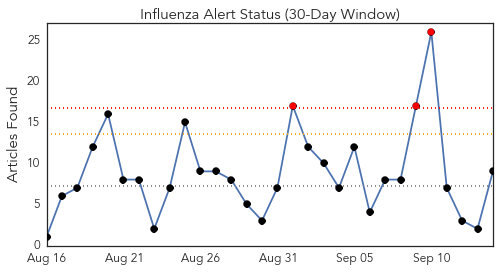 Influenza Alert Status (30-Day Window)
Articles Found
25
20
15
10
5
0
Aug 16 Aug 21 Aug 26 Aug 31 Sep 05 Sep 10